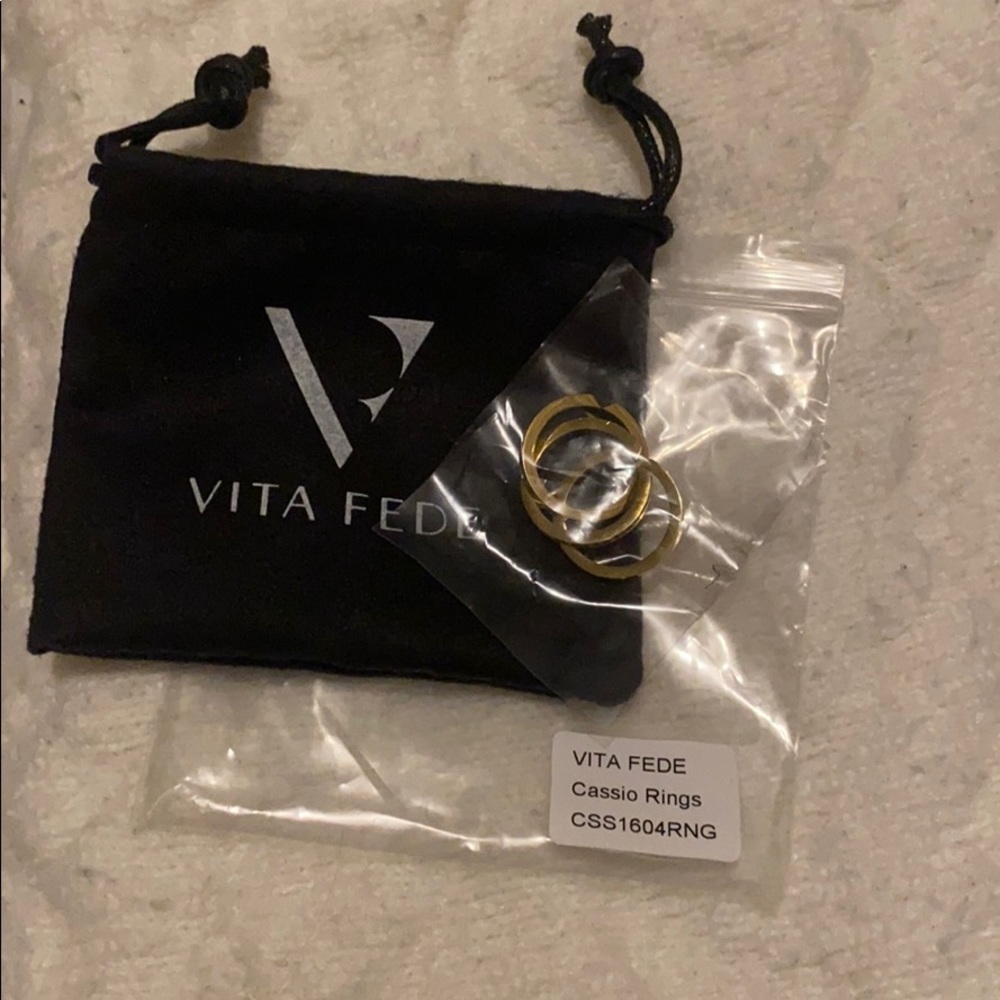 VITA FEDE
VITA FEDE
Cassio Rings
CSS1604RNG